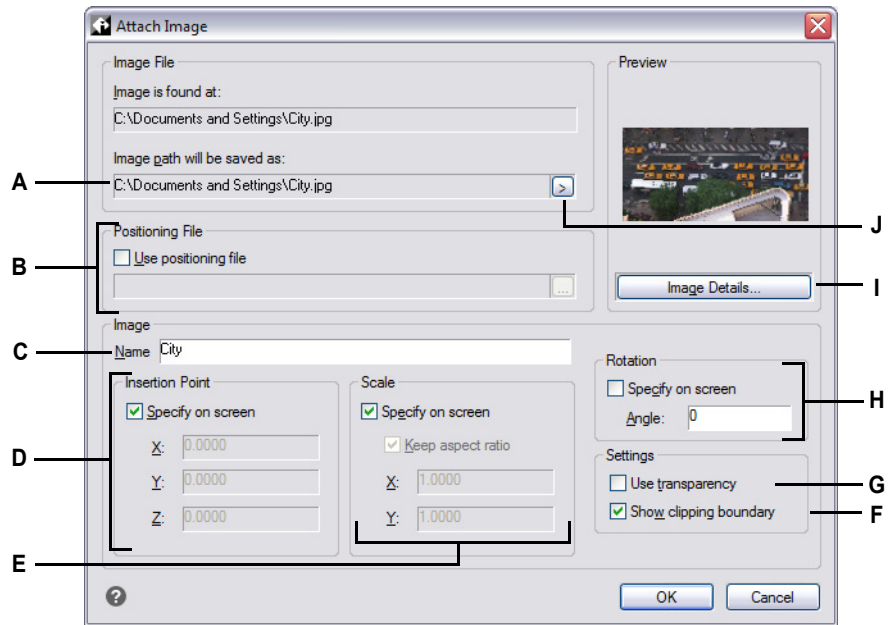 Attach Image
Image File
Image is found at:
C:\Documents and Settings\City.jpg
Image path will be saved as:
A
C:\Documents and Settings\City.jpg
>
J
Preview
Image Details...
I
Positioning File
B
Use positioning file
...
Image
C
Name City
Insertion Point
D
Specify on screen
X: 0.0000
Y: 0.0000
Z: 0.0000
Scale
Specify on screen
Keep aspect ratio
X: 1.0000
Y: 1.0000
E
Rotation
Specify on screen
Angle: 0
H
Settings
Use transparency
G
Show clipping boundary
F
?
OK
Cancel